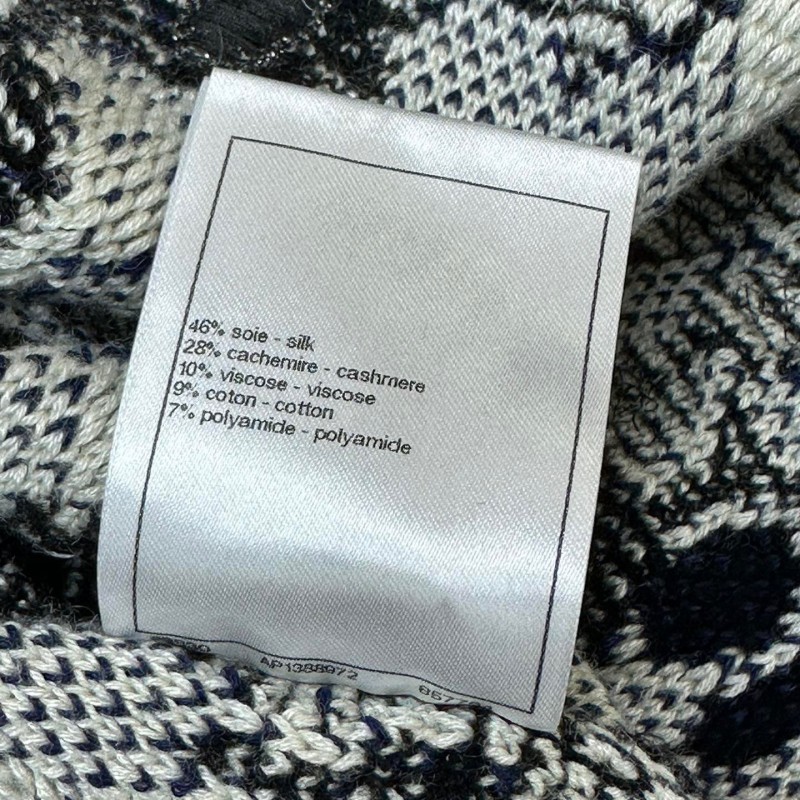 46% soie - silk
28% cachemire - cashmere
10% viscose - viscose
9% coton - cotton
7% polyamide - polyamide
AP1388972